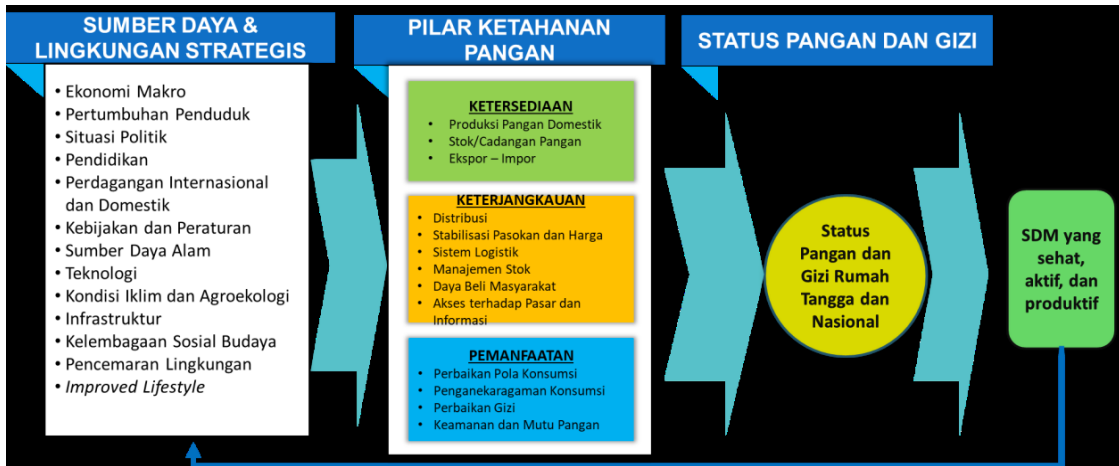 SUMBER DAYA &
LINGKUNGAN STRATEGIS
• Ekonomi Makro
• Pertumbuhan Penduduk
• Situasi Politik
• Pendidikan
• Perdagangan Internasional
dan Domestik
• Kebijakan dan Peraturan
• Sumber Daya Alam
• Teknologi
• Kondisi Iklim dan Agroekologi
• Infrastruktur
• Kelembagaan Sosial Budaya
• Pencemaran Lingkungan
• Improved Lifestyle
PILAR KETAHANAN
PANGAN
KETERSEDIAAN
• Produksi Pangan Domestik
• Stok/Cadangan Pangan
• Ekspor – Impor
KETERJANGKAUAN
• Distribusi
• Stabilisasi Pasokan dan Harga
• Sistem Logistik
• Manajemen Stok
• Daya Beli Masyarakat
• Akses terhadap Pasar dan
Informasi
PEMANFAATAN
• Perbaikan Pola Konsumsi
• Penganekaragaman Konsumsi
• Perbaikan Gizi
• Keamanan dan Mutu Pangan
STATUS PANGAN DAN GIZI
Status
Pangan dan
Gizi Rumah
Tangga dan
Nasional
SDM yang
sehat,
aktif, dan
produktif